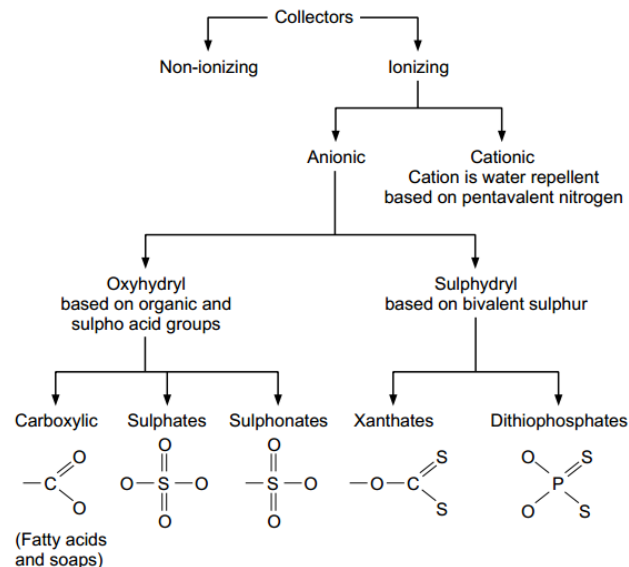 Collectors
Non-ionizing
Ionizing
Anionic
Cationic
Cation is water repellent
based on pentavalent nitrogen
Oxyhydryl
based on organic and
sulpho acid groups
Sulphydryl
based on bivalent sulphur
Carboxylic
Sulphates
Sulphonates
Xanthates
Dithiophosphates
O
O
O
S
O
S
–C
O–S–O
–S–O
–O–C
P
O
O
O
S
O
S
(Fatty acids
and soaps)